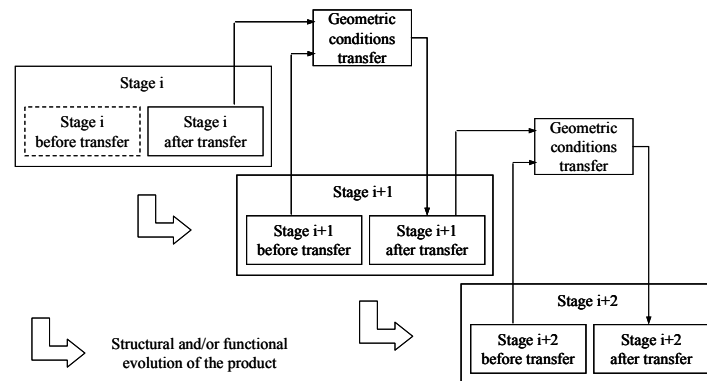 Geometric
conditions
transfer
Stage i
Stage i
before transfer
Stage i
after transfer
Geometric
conditions
transfer
Stage i+1
Stage i+1
before transfer
Stage i+1
after transfer
Stage i+2
Stage i+2
before transfer
Stage i+2
after transfer
Structural and/or functional
evolution of the product